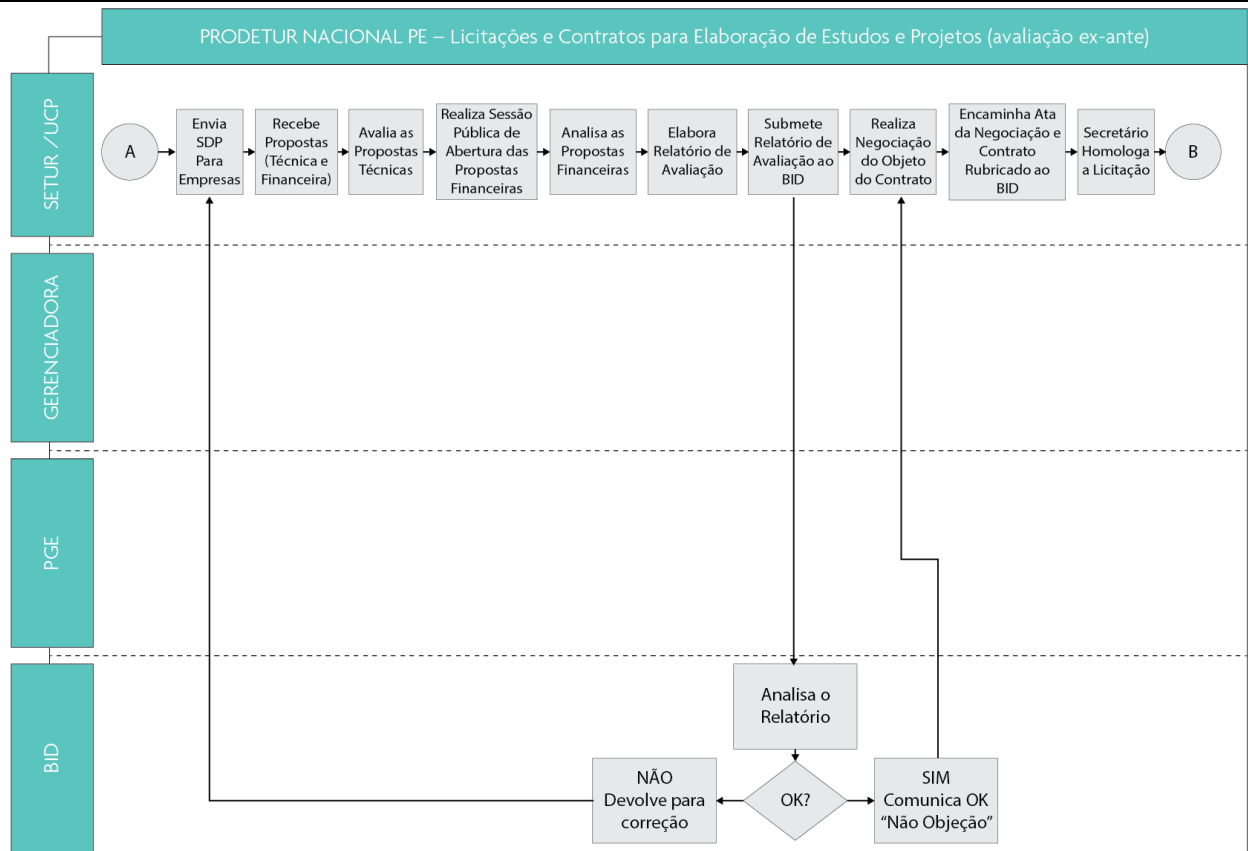 PRODETUR NACIONAL PE – Licitações e Contratos para Elaboração de Estudos e Projetos (avaliação ex-ante)
SETUR /UCP
A
Envia
SDP
Para
Empresas
Recebe
Propostas
(Técnica e
Financeira)
Avalia as
Propostas
Técnicas
Realiza Sessão
Pública de
Abertura das
Propostas
Financeiras
Analisa as
Propostas
Financeiras
Elabora
Relatório de
Avaliação
Submete
Relatório de
Avaliação ao
BID
Realiza
Negociação
do Objeto
do Contrato
Encaminha Ata
da Negociação e
Contrato
Rubricado ao
BID
Secretário
Homologa
a Licitação
B
GERENCIADORA
PGE
BID
Analisa o
Relatório
NÃO
Devolve para
correção
OK?
SIM
Comunica OK
“Não Objeção”